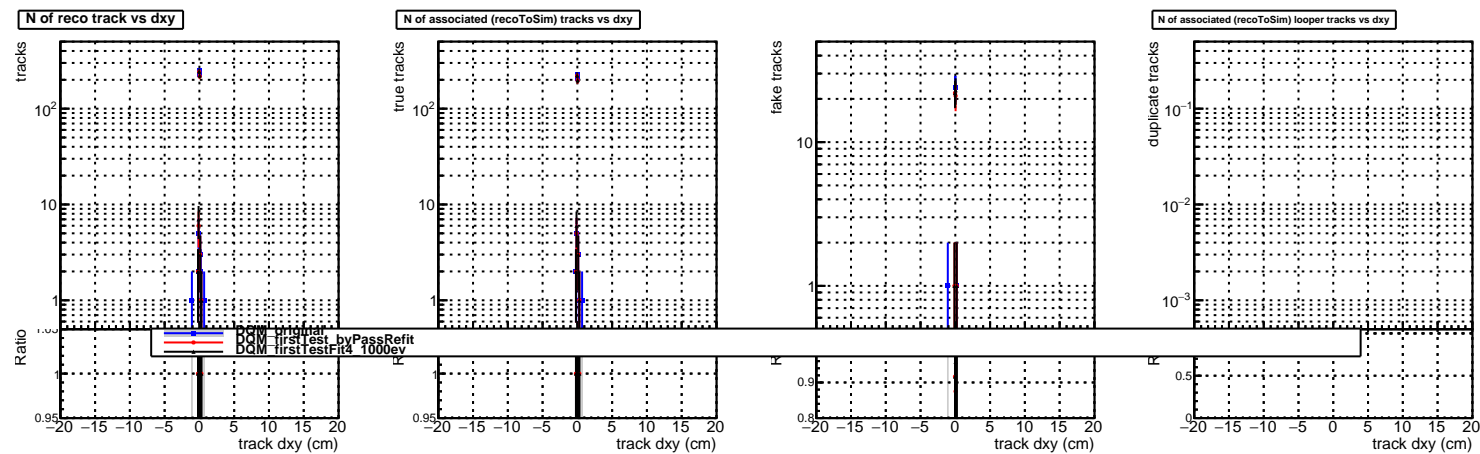 N of reco track vs dxy
tracks
10²
10
1
1.05
Ratio
1
0.95
−20 −15 −10 −5 0 5 10 15 20
track dxy (cm)
N of associated (recoToSim) tracks vs dxy
true tracks
10²
10
1
1
0.95
−20 −15 −10 −5 0 5 10 15 20
track dxy (cm)
fake tracks
10
1
0.9
0.8
−20 −15 −10 −5 0 5 10 15 20
track dxy (cm)
N of associated (recoToSim) looper tracks vs dxy
duplicate tracks
10⁻¹
10⁻²
10⁻³
0.5
0
−20 −15 −10 −5 0 5 10 15 20
track dxy (cm)
DQM_original
DQM_firstTest_byPassRefit
DQM_firstTestFit4_1000ev